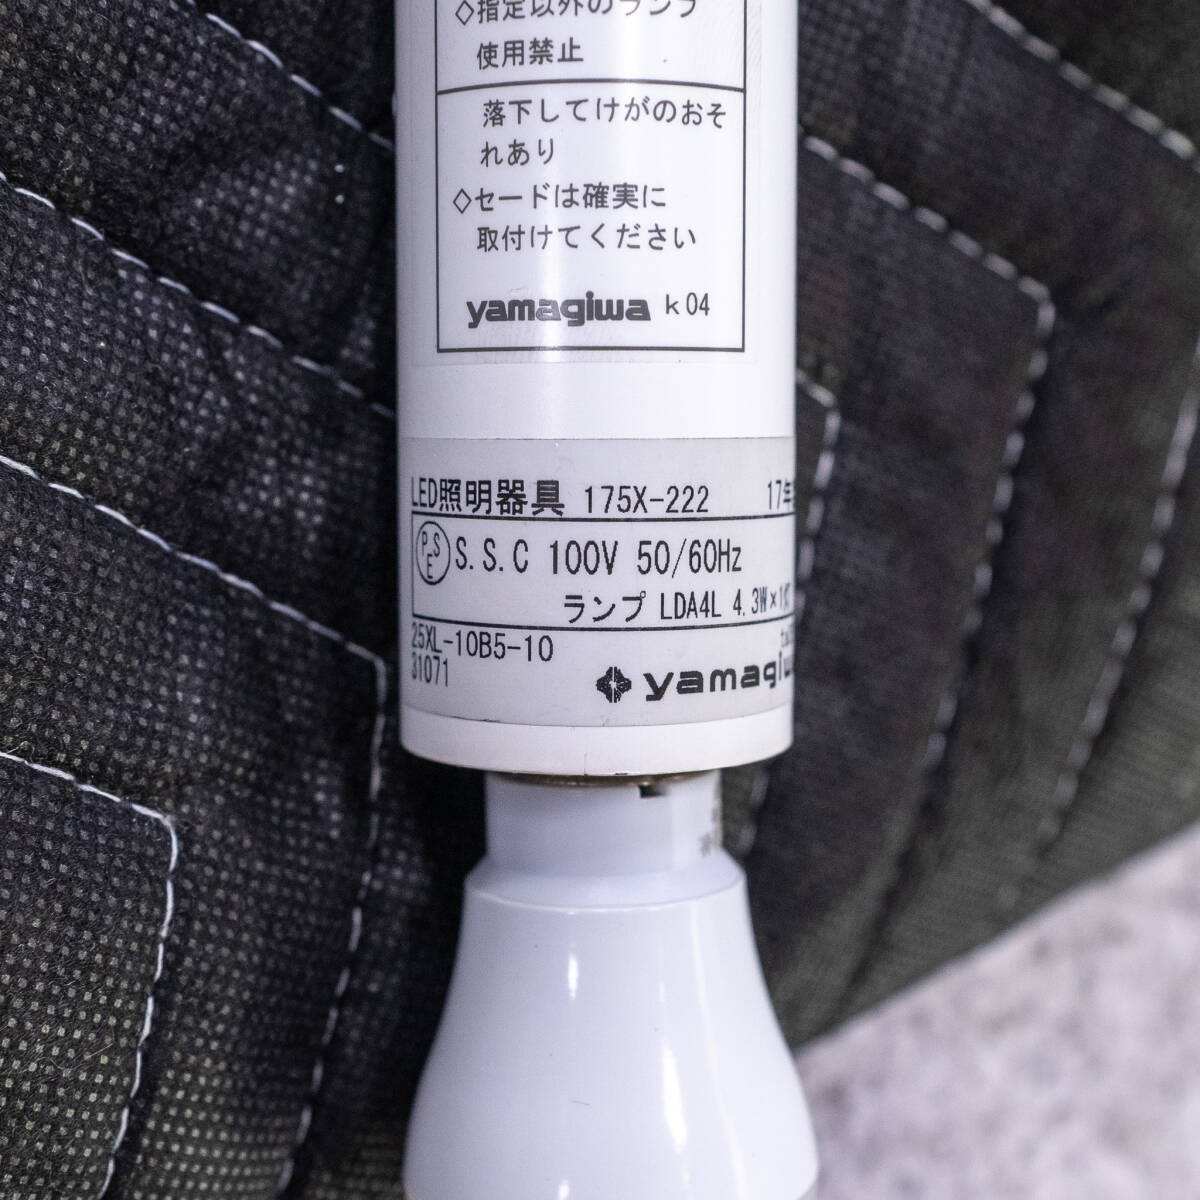 ◇指定以外のランプ
使用禁止
落下してけがのおそ
れあり
◇セードは確実に
取付けてください
yamagiwa k04
LED照明器具 175X-222 17年
PSE S.S.C 100V 50/60Hz
ランプ LDA4L 4.3W×1
25XL-10B5-10
31071
yamagiwa